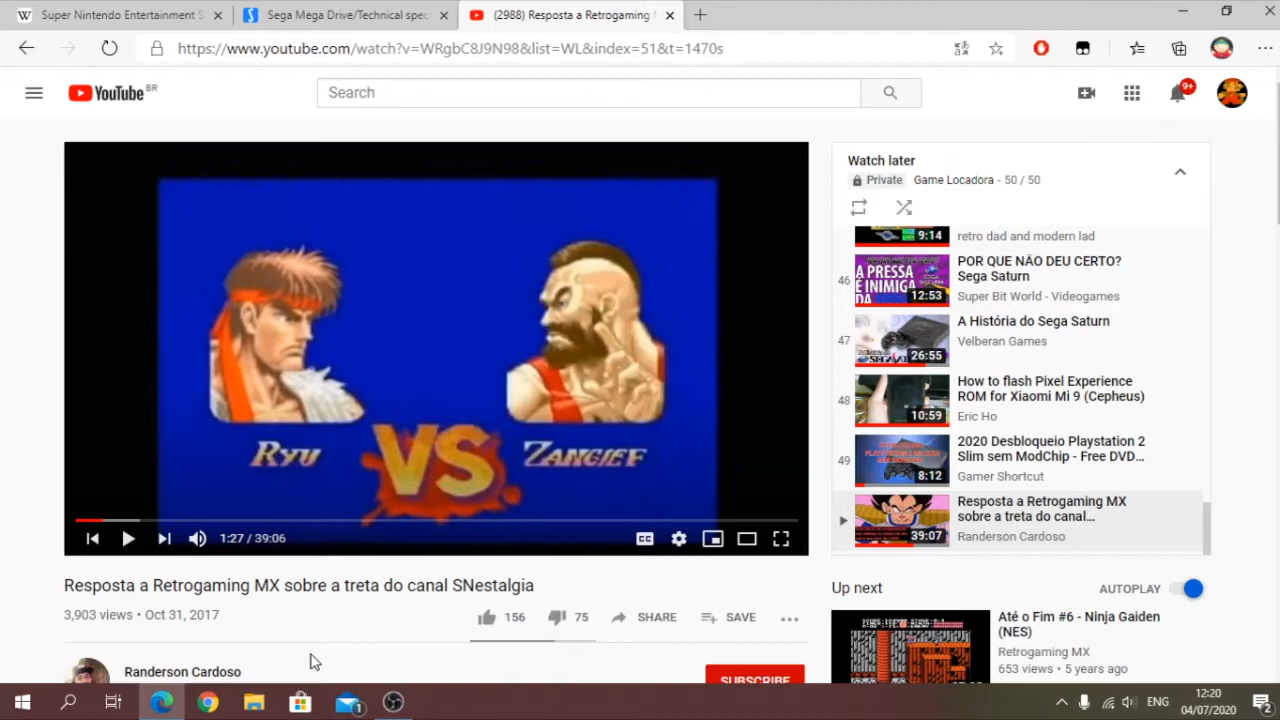 Super Nintendo Entertainment S
Sega Mega Drive/Technical spec
(2988) Resposta a Retrogaming
https://www.youtube.com/watch?v=WRgbC8J9N98&list=WL&index=51&t=1470s
YouTube BR
Search
9+
RYU
VS
ZANGIEF
1:27 / 39:06
CC
Resposta a Retrogaming MX sobre a treta do canal SNestalgia
3,903 views • Oct 31, 2017
156
75
SHARE
SAVE
Randerson Cardoso
SUBSCRIBE
Watch later
Private
Game Locadora - 50 / 50
9:14
retro dad and modern lad
46
A PRESSA
É INIMIGA
DA
12:53
POR QUE NÃO DEU CERTO?
Sega Saturn
Super Bit World - Videogames
47
26:55
A História do Sega Saturn
Velberan Games
48
10:59
How to flash Pixel Experience
ROM for Xiaomi Mi 9 (Cepheus)
Eric Ho
49
8:12
2020 Desbloqueio Playstation 2
Slim sem ModChip - Free DVD...
Gamer Shortcut
39:07
Resposta a Retrogaming MX
sobre a treta do canal...
Randerson Cardoso
Up next
AUTOPLAY
Até o Fim #6 - Ninja Gaiden
(NES)
Retrogaming MX
653 views • 5 years ago
1
ENG
12:20
04/07/2020
2